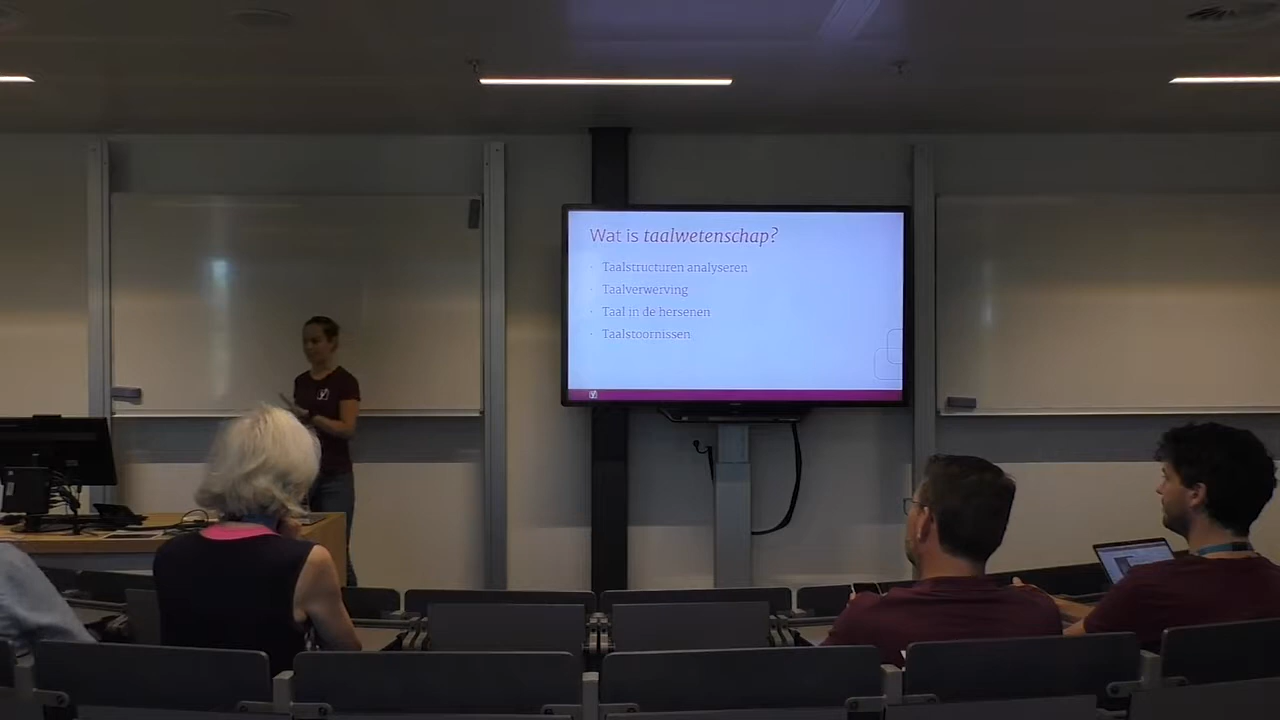 Wat is taalwetenschap?
· Taalstructuren analyseren
· Taalverwerving
· Taal in de hersenen
· Taalstoornissen